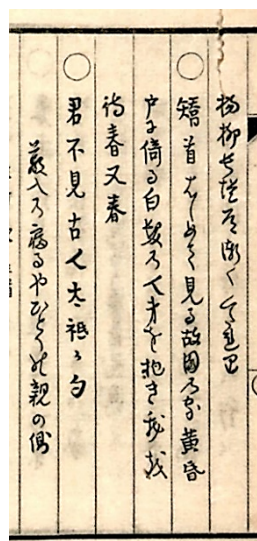 楊柳長堤道漸くくたれり
○
矯首はしめて見る故園の家黄昏
戸に倚る白髪の人弟を抱き我を
待春又春
○
君不見古人太祇か句
藪入の寝るやひとりの親の側